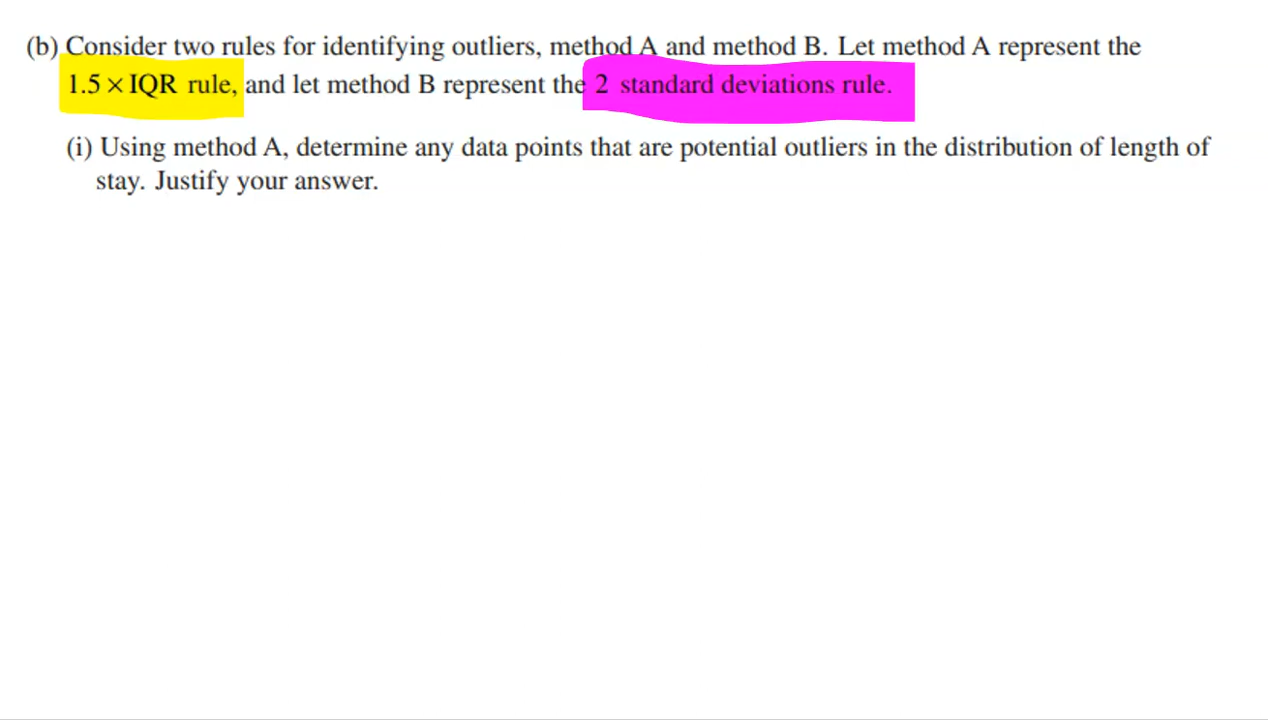 (b) Consider two rules for identifying outliers, method A and method B. Let method A represent the
1.5 × IQR rule, and let method B represent the 2 standard deviations rule.
(i) Using method A, determine any data points that are potential outliers in the distribution of length of
stay. Justify your answer.